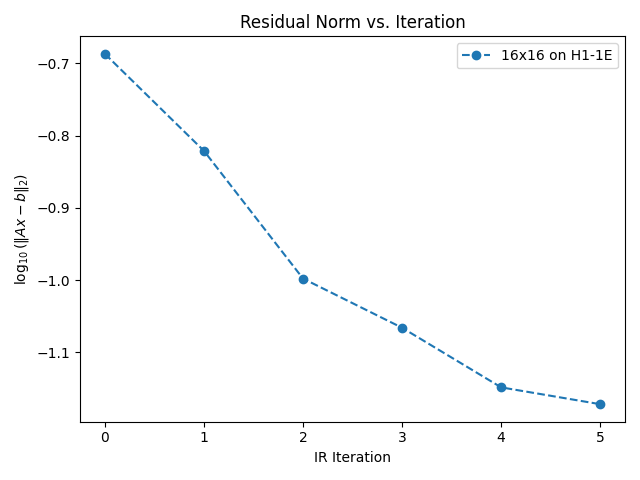 Residual Norm vs. Iteration
16x16 on H1-1E
−0.7
−0.8
−0.9
−1.0
−1.1
log₁₀(‖Ax − b‖₂)
0 1 2 3 4 5
IR Iteration